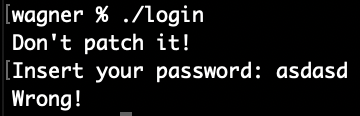 [wagner % ./login
Don't patch it!
[Insert your password: asdasd
Wrong!